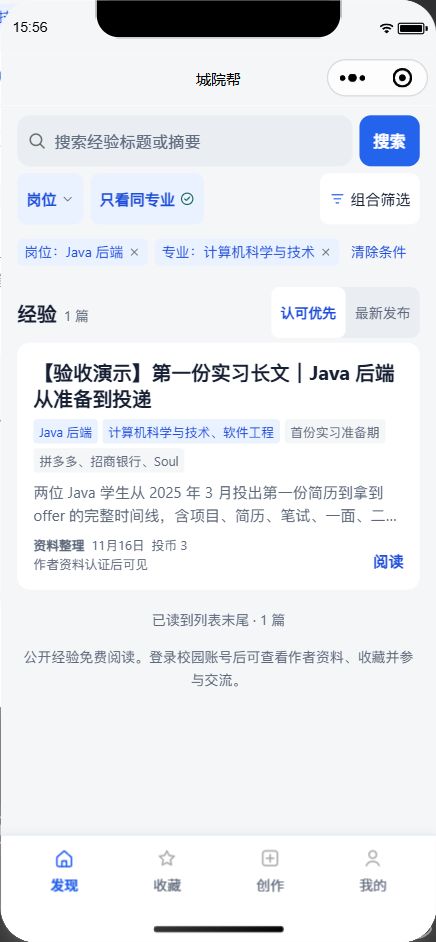 15:56
城院帮
搜索经验标题或摘要
搜索
岗位
只看同专业
组合筛选
岗位：Java 后端 ×
专业：计算机科学与技术 ×
清除条件
经验 1 篇
认可优先
最新发布
【验收演示】第一份实习长文｜Java 后端
从准备到投递
Java 后端
计算机科学与技术、软件工程
首份实习准备期
拼多多、招商银行、Soul
两位 Java 学生从 2025 年 3 月投出第一份简历到拿到
offer 的完整时间线，含项目、简历、笔试、一面、二...
资料整理 11月16日 投币 3
作者资料认证后可见
阅读
已读到列表末尾 · 1 篇
公开经验免费阅读。登录校园账号后可查看作者资料、收藏并参
与交流。
发现
收藏
创作
我的